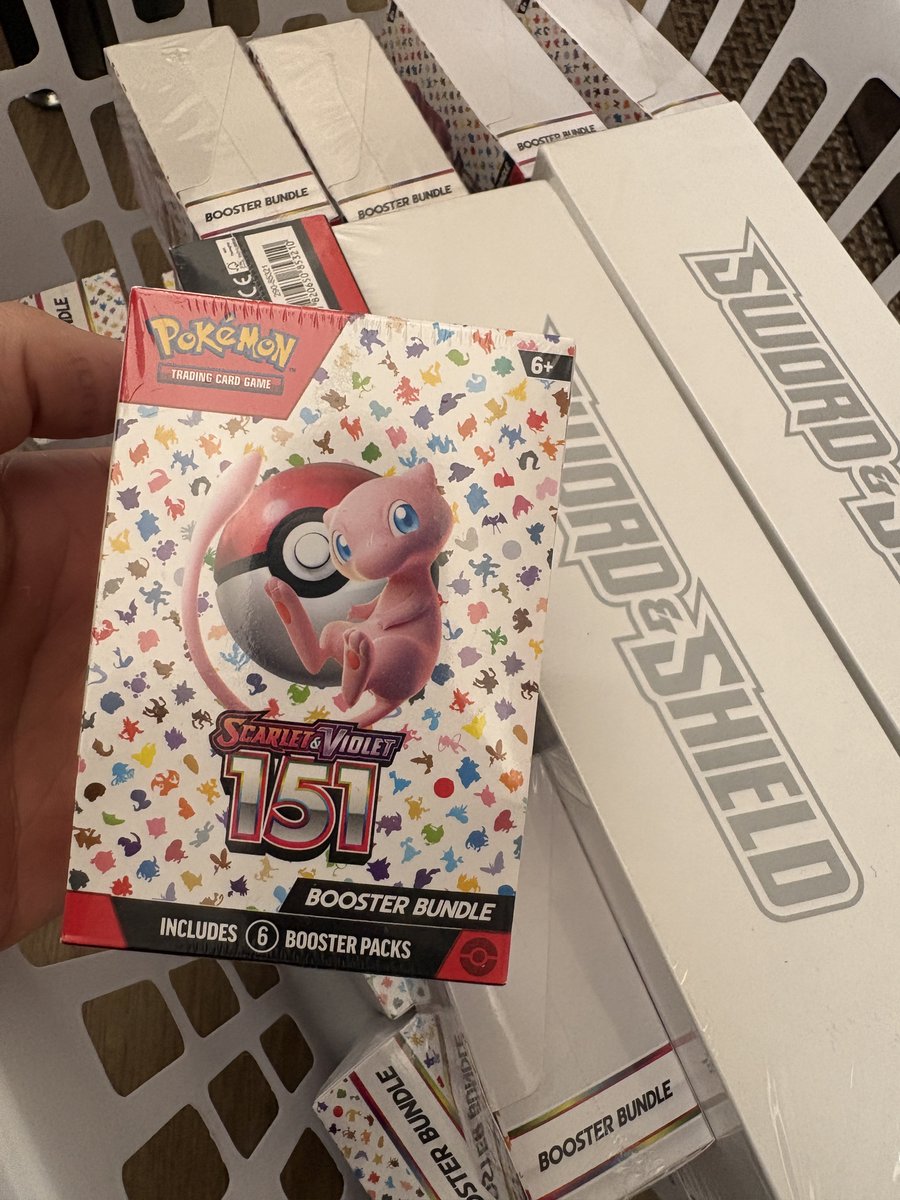 BOOSTER BUNDLE
BOOSTER BUNDLE
BOOSTER BUNDLE
SWORD & S
SWORD & SHIELD
POKéMON
TRADING CARD GAME
6+
SCARLET & VIOLET
151
BOOSTER BUNDLE
INCLUDES 6 BOOSTER PACKS
BOOSTER BUNDLE